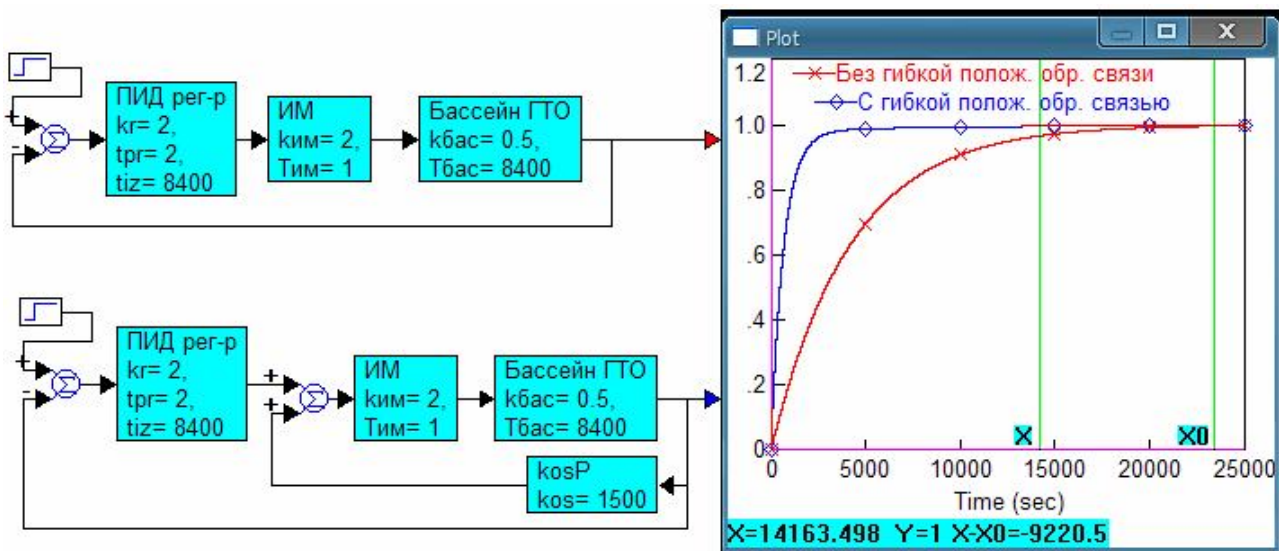 ПИД рег-р
kr= 2,
tpr= 2,
tiz= 8400
ИМ
kим= 2,
Тим= 1
Бассейн ГТО
кбас= 0.5,
Тбас= 8400
+
-
Σ
ПИД рег-р
kr= 2,
tpr= 2,
tiz= 8400
ИМ
kим= 2,
Тим= 1
Бассейн ГТО
кбас= 0.5,
Тбас= 8400
kosP
kos= 1500
+
-
Σ
+
+
Σ
Plot
Без гибкой полож. обр. связи
С гибкой полож. обр. связью
1.2
1.0
.8
.6
.4
.2
0
X
X0
0 5000 10000 15000 20000 25000
Time (sec)
X=14163.498 Y=1 X-X0=-9220.5